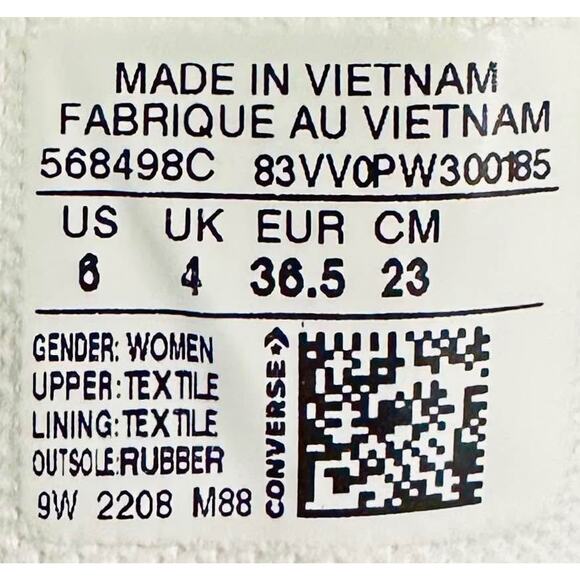 MADE IN VIETNAM
FABRIQUE AU VIETNAM
568498C 83VV0PW300185
US UK EUR CM
6 4 36.5 23
GENDER: WOMEN
UPPER: TEXTILE
LINING: TEXTILE
OUTSOLE: RUBBER
9W 2208 M88
CONVERSE